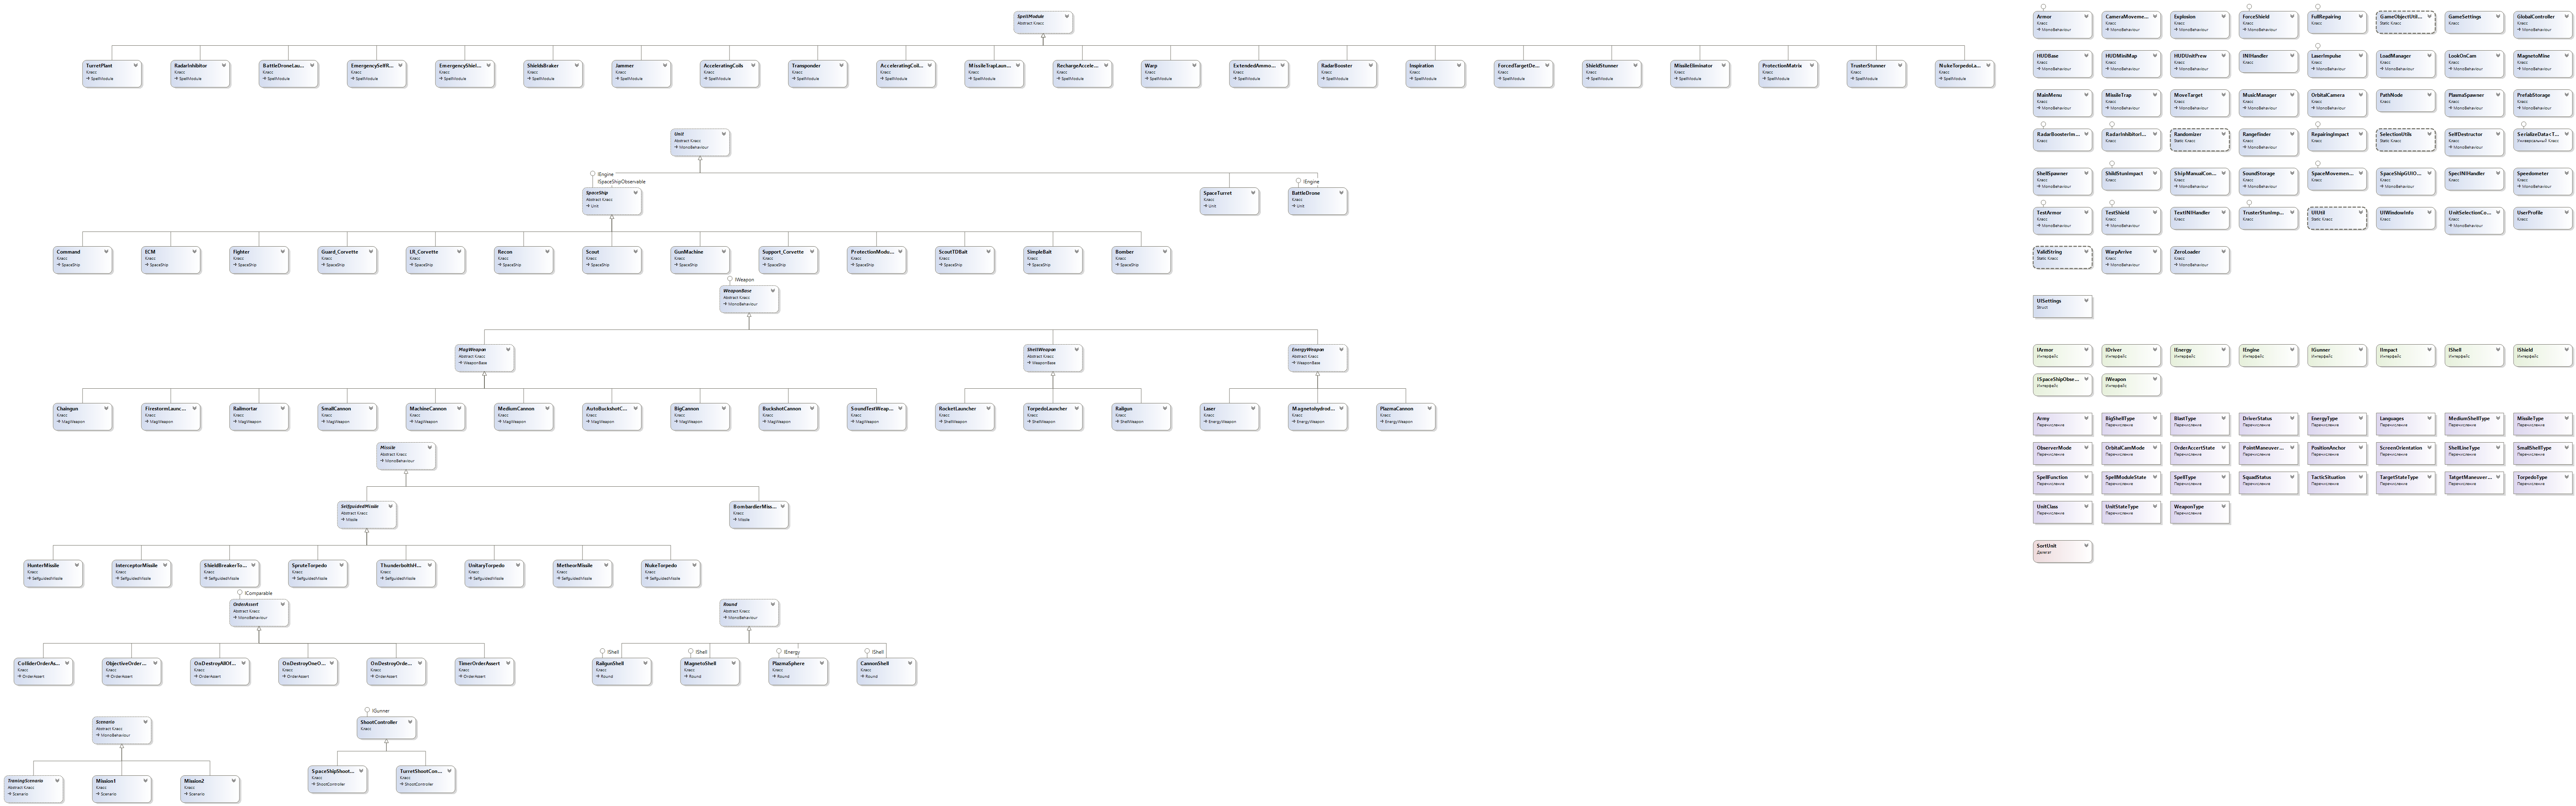 SpellModule
Abstract Класс
TurretPlant
Класс
SpellModule
RadarInhibitor
Класс
SpellModule
BattleDroneLau...
Класс
SpellModule
EmergencySelfR...
Класс
SpellModule
EmergencyShiel...
Класс
SpellModule
ShieldsBraker
Класс
SpellModule
Jammer
Класс
SpellModule
AcceleratingCoils
Класс
SpellModule
Transponder
Класс
SpellModule
AcceleratingCoil...
Класс
SpellModule
MissileTrapLaun...
Класс
SpellModule
RechargeAccele...
Класс
SpellModule
Warp
Класс
SpellModule
ExtendedAmmo...
Класс
SpellModule
RadarBooster
Класс
SpellModule
Inspiration
Класс
SpellModule
ForcedTargetDe...
Класс
SpellModule
ShieldStunner
Класс
SpellModule
MissileEliminator
Класс
SpellModule
ProtectionMatrix
Класс
SpellModule
TrusterStunner
Класс
SpellModule
NukeTorpedoLa...
Класс
SpellModule
Unit
Abstract Класс
MonoBehaviour
IEngine
ISpaceShipObservable
SpaceShip
Abstract Класс
Unit
SpaceTurret
Класс
Unit
IEngine
BattleDrone
Класс
Unit
Command
Класс
SpaceShip
ECM
Класс
SpaceShip
Fighter
Класс
SpaceShip
Guard_Corvette
Класс
SpaceShip
LR_Corvette
Класс
SpaceShip
Recon
Класс
SpaceShip
Scout
Класс
SpaceShip
GunMachine
Класс
SpaceShip
Support_Corvette
Класс
SpaceShip
ProtectionModu...
Класс
SpaceShip
ScoutTDBait
Класс
SpaceShip
SimpleBait
Класс
SpaceShip
Bomber
Класс
SpaceShip
IWeapon
WeaponBase
Abstract Класс
MonoBehaviour
MagWeapon
Abstract Класс
WeaponBase
ShellWeapon
Abstract Класс
WeaponBase
EnergyWeapon
Abstract Класс
WeaponBase
Chaingun
Класс
MagWeapon
FirestormLaunc...
Класс
MagWeapon
Railmortar
Класс
MagWeapon
SmallCannon
Класс
MagWeapon
MachineCannon
Класс
MagWeapon
MediumCannon
Класс
MagWeapon
AutoBuckshotC...
Класс
MagWeapon
BigCannon
Класс
MagWeapon
BuckshotCannon
Класс
MagWeapon
SoundTestWeap...
Класс
MagWeapon
RocketLauncher
Класс
ShellWeapon
TorpedoLauncher
Класс
ShellWeapon
Railgun
Класс
ShellWeapon
Laser
Класс
EnergyWeapon
Magnetohydrod...
Класс
EnergyWeapon
PlazmaCannon
Класс
EnergyWeapon
Missile
Abstract Класс
MonoBehaviour
SelfguidedMissile
Abstract Класс
Missile
BombardierMiss...
Класс
Missile
HunterMissile
Класс
SelfguidedMissile
InterceptorMissile
Класс
SelfguidedMissile
ShieldBreakerTo...
Класс
SelfguidedMissile
SpruteTorpedo
Класс
SelfguidedMissile
ThunderbolthH...
Класс
SelfguidedMissile
UnitaryTorpedo
Класс
SelfguidedMissile
MetheorMissile
Класс
SelfguidedMissile
NukeTorpedo
Класс
SelfguidedMissile
IComparable
OrderAssert
Abstract Класс
MonoBehaviour
Round
Abstract Класс
MonoBehaviour
ColliderOrderAs...
Класс
OrderAssert
ObjectiveOrder...
Класс
OrderAssert
OnDestroyAllOf...
Класс
OrderAssert
OnDestroyOneO...
Класс
OrderAssert
OnDestroyOrde...
Класс
OrderAssert
TimerOrderAssert
Класс
OrderAssert
IShell
RailgunShell
Класс
Round
IShell
MagnetoShell
Класс
Round
IEnergy
PlazmaSphere
Класс
Round
IShell
CannonShell
Класс
Round
Scenario
Abstract Класс
MonoBehaviour
IGunner
ShootController
Класс
TrainingScenario
Abstract Класс
Scenario
Mission1
Класс
Scenario
Mission2
Класс
Scenario
SpaceShipShoot...
Класс
ShootController
TurretShootCon...
Класс
ShootController
Armor
Класс
MonoBehaviour
CameraMoveme...
Класс
MonoBehaviour
Explosion
Класс
MonoBehaviour
ForceShield
Класс
MonoBehaviour
FullRepairing
Класс
GameObjectUtil...
Static Класс
GameSettings
Класс
GlobalController
Класс
MonoBehaviour
HUDBase
Класс
MonoBehaviour
HUDMiniMap
Класс
MonoBehaviour
HUDUnitPrew
Класс
MonoBehaviour
INIHandler
Класс
LaserImpulse
Класс
MonoBehaviour
LoadManager
Класс
MonoBehaviour
LookOnCam
Класс
MonoBehaviour
MagnetoMine
Класс
MonoBehaviour
MainMenu
Класс
MonoBehaviour
MissileTrap
Класс
MonoBehaviour
MoveTarget
Класс
MonoBehaviour
MusicManager
Класс
MonoBehaviour
OrbitalCamera
Класс
MonoBehaviour
PathNode
Класс
PlasmaSpawner
Класс
MonoBehaviour
PrefabStorage
Класс
MonoBehaviour
RadarBoosterIm...
Класс
RadarInhibitorI...
Класс
Randomizer
Static Класс
Rangefinder
Класс
MonoBehaviour
RepairingImpact
Класс
SelectionUtils
Static Класс
SelfDestructor
Класс
MonoBehaviour
SerializeData<T...
Универсальный Класс
ShellSpawner
Класс
MonoBehaviour
ShildStunImpact
Класс
ShipManualCon...
Класс
MonoBehaviour
SoundStorage
Класс
MonoBehaviour
SpaceMovemen...
Класс
SpaceShipGUIO...
Класс
MonoBehaviour
SpecINIHandler
Класс
Speedometer
Класс
MonoBehaviour
TestArmor
Класс
MonoBehaviour
TestShield
Класс
MonoBehaviour
TextINIHandler
Класс
TrusterStunImp...
Класс
UIUtil
Static Класс
UIWindowInfo
Класс
UnitSelectionCo...
Класс
MonoBehaviour
UserProfile
Класс
ValidString
Static Класс
WarpArrive
Класс
MonoBehaviour
ZeroLoader
Класс
MonoBehaviour
UISettings
Struct
IArmor
Интерфейс
IDriver
Интерфейс
IEnergy
Интерфейс
IEngine
Интерфейс
IGunner
Интерфейс
IImpact
Интерфейс
IShell
Интерфейс
IShield
Интерфейс
ISpaceShipObse...
Интерфейс
IWeapon
Интерфейс
Army
Перечисление
BigShellType
Перечисление
BlastType
Перечисление
DriverStatus
Перечисление
EnergyType
Перечисление
Languages
Перечисление
MediumShellType
Перечисление
MissileType
Перечисление
ObserverMode
Перечисление
OrbitalCamMode
Перечисление
OrderAccertState
Перечисление
PointManeuver...
Перечисление
PositionAnchor
Перечисление
ScreenOrientation
Перечисление
ShellLineType
Перечисление
SmallShellType
Перечисление
SpellFunction
Перечисление
SpellModuleState
Перечисление
SpellType
Перечисление
SquadStatus
Перечисление
TacticSituation
Перечисление
TargetStateType
Перечисление
TatgetManeuver...
Перечисление
TorpedoType
Перечисление
UnitClass
Перечисление
UnitStateType
Перечисление
WeaponType
Перечисление
SortUnit
Делегат